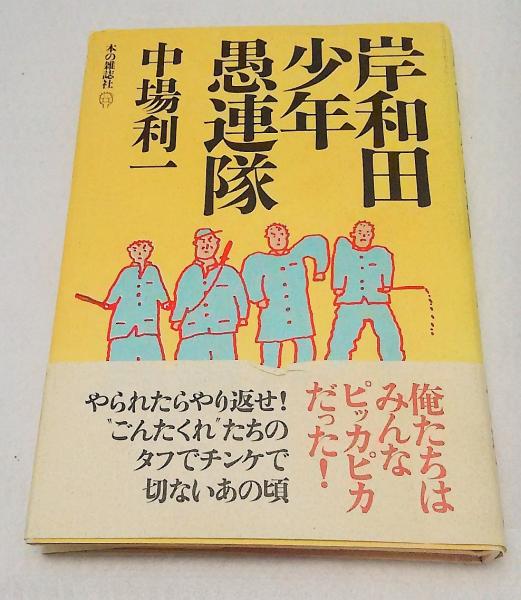 岸和田
少年
愚連隊
中場利一
本の雑誌社
俺たちは
みんな
ピッカピカ
だった!
やられたらやり返せ!
"ごんたくれ"たちの
タフでチンケで
切ないあの頃